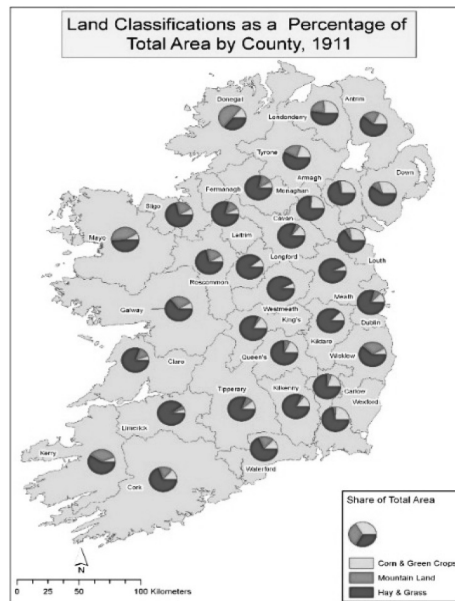 Land Classifications as a Percentage of
Total Area by County, 1911
Donegal
Londonderry
Antrim
Tyrone
Armagh
Down
Fermanagh
Monaghan
Sligo
Cavan
Mayo
Leitrim
Longford
Louth
Roscommon
Meath
Galway
Westmeath
King's
Dublin
Kildare
Queen's
Wicklow
Clare
Tipperary
Kilkenny
Carlow
Wexford
Limerick
Kerry
Waterford
Cork
Share of Total Area
Corn & Green Crops
Mountain Land
Hay & Grass
N
0 25 50 100 Kilometers